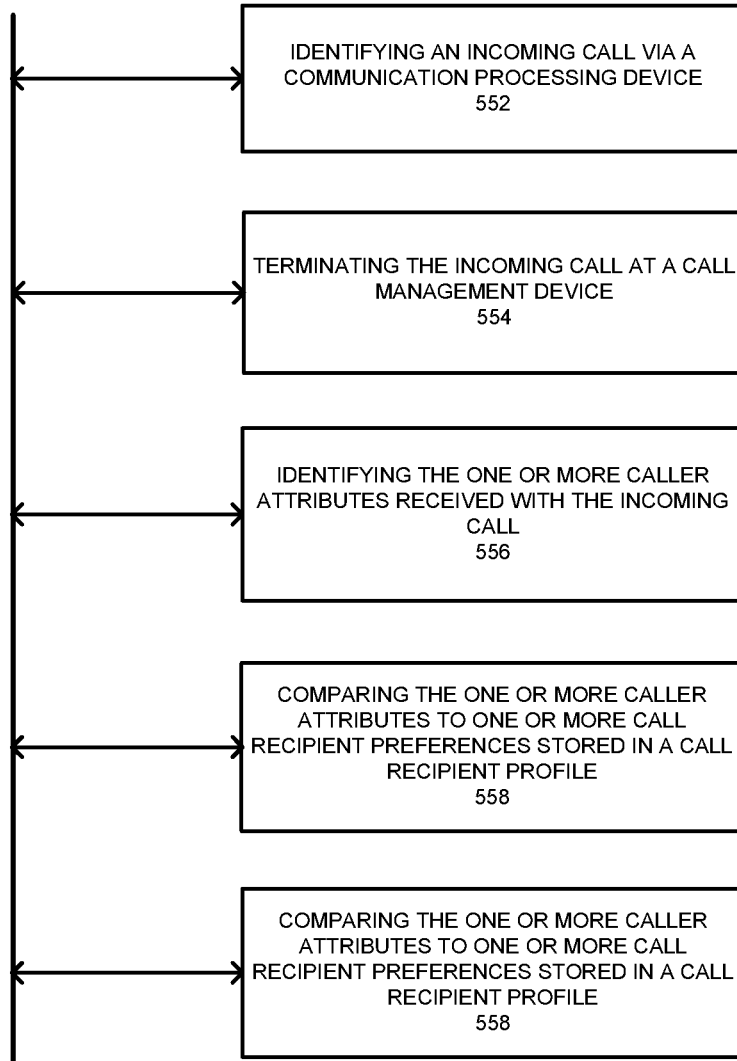 IDENTIFYING AN INCOMING CALL VIA A
COMMUNICATION PROCESSING DEVICE
552
TERMINATING THE INCOMING CALL AT A CALL
MANAGEMENT DEVICE
554
IDENTIFYING THE ONE OR MORE CALLER
ATTRIBUTES RECEIVED WITH THE INCOMING
CALL
556
COMPARING THE ONE OR MORE CALLER
ATTRIBUTES TO ONE OR MORE CALL
RECIPIENT PREFERENCES STORED IN A CALL
RECIPIENT PROFILE
558
COMPARING THE ONE OR MORE CALLER
ATTRIBUTES TO ONE OR MORE CALL
RECIPIENT PREFERENCES STORED IN A CALL
RECIPIENT PROFILE
558